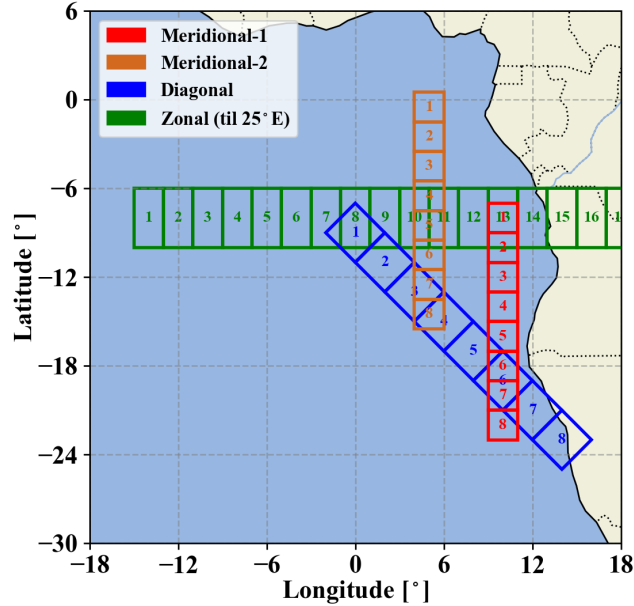 6
0
−6
−12
−18
−24
−30
Latitude [°]
Meridional-1
Meridional-2
Diagonal
Zonal (til 25°E)
1 2 3 4 5 6 7 8
1 2 3 4 5 6 7 8 9 10 11 12 13 14 15 16
1 2 3 4 5 6 7 8
1 2 3 4 5 6 7 8
−18 −12 −6 0 6 12 18
Longitude [°]